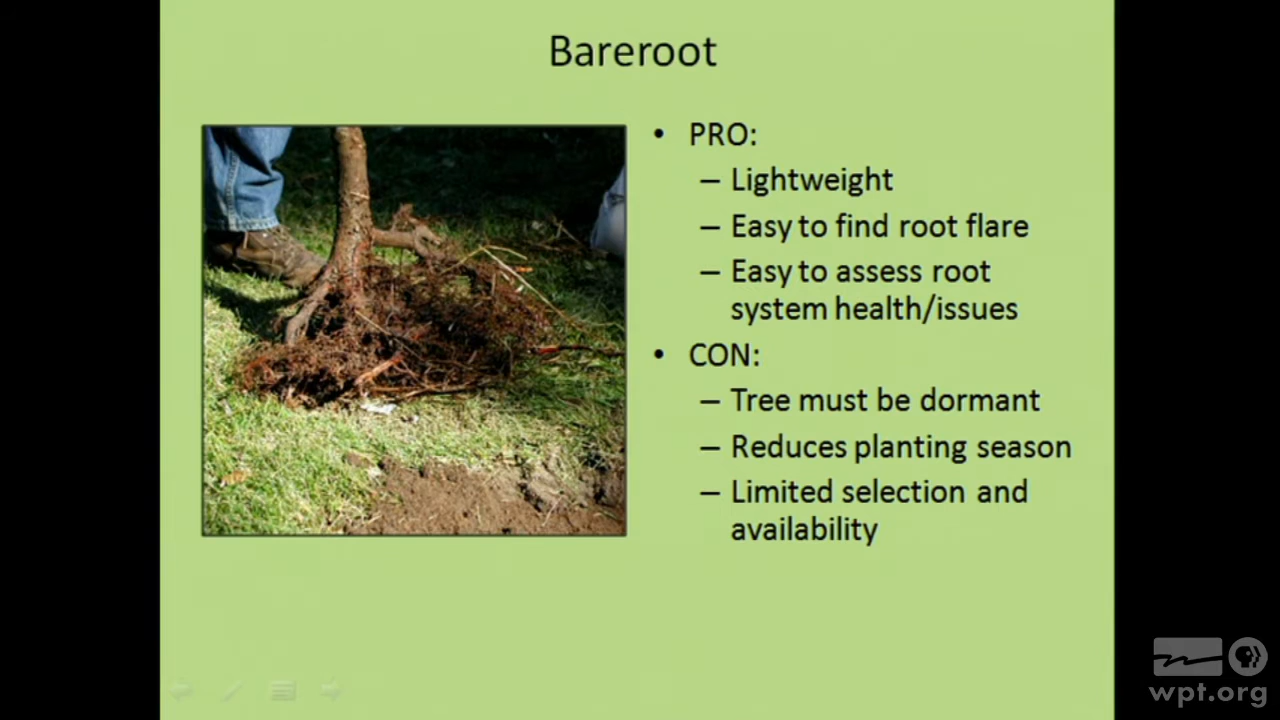 Bareroot
• PRO:
– Lightweight
– Easy to find root flare
– Easy to assess root
system health/issues
• CON:
– Tree must be dormant
– Reduces planting season
– Limited selection and
availability
wpt.org